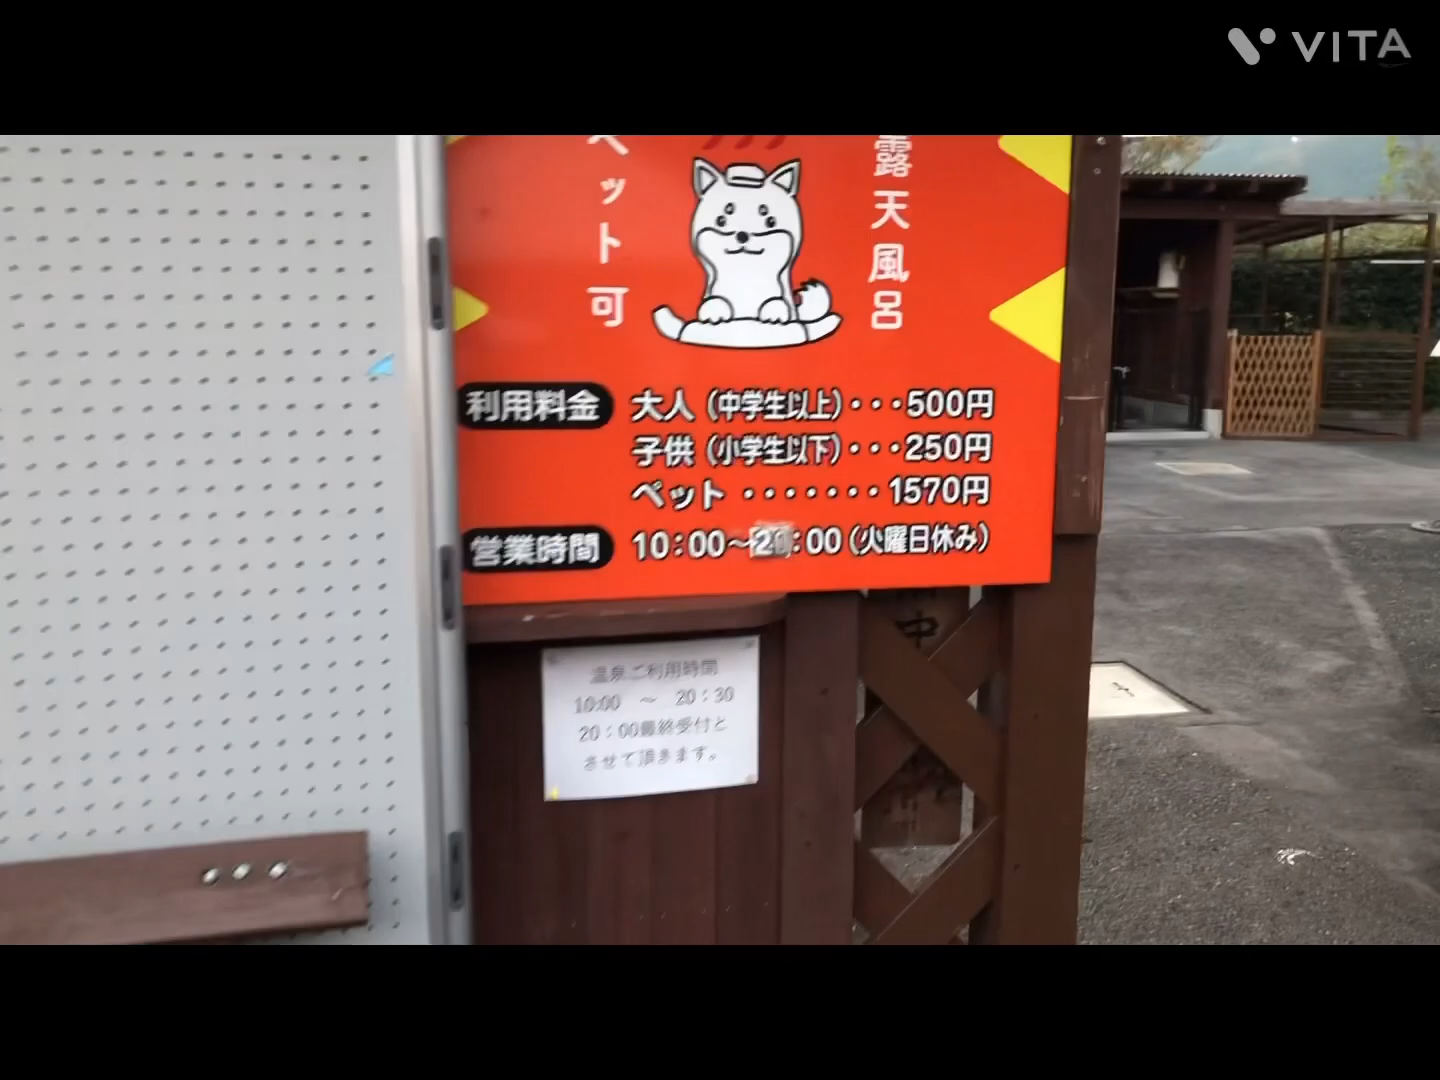 VITA
露天風呂
ペット可
利用料金 大人（中学生以上）・・・500円
子供（小学生以下）・・・250円
ペット・・・・・・・1570円
営業時間 10：00～20：00（火曜日休み）
中
温泉ご利用時間
10:00 ～ 20：30
20：00最終受付と
させて頂きます。